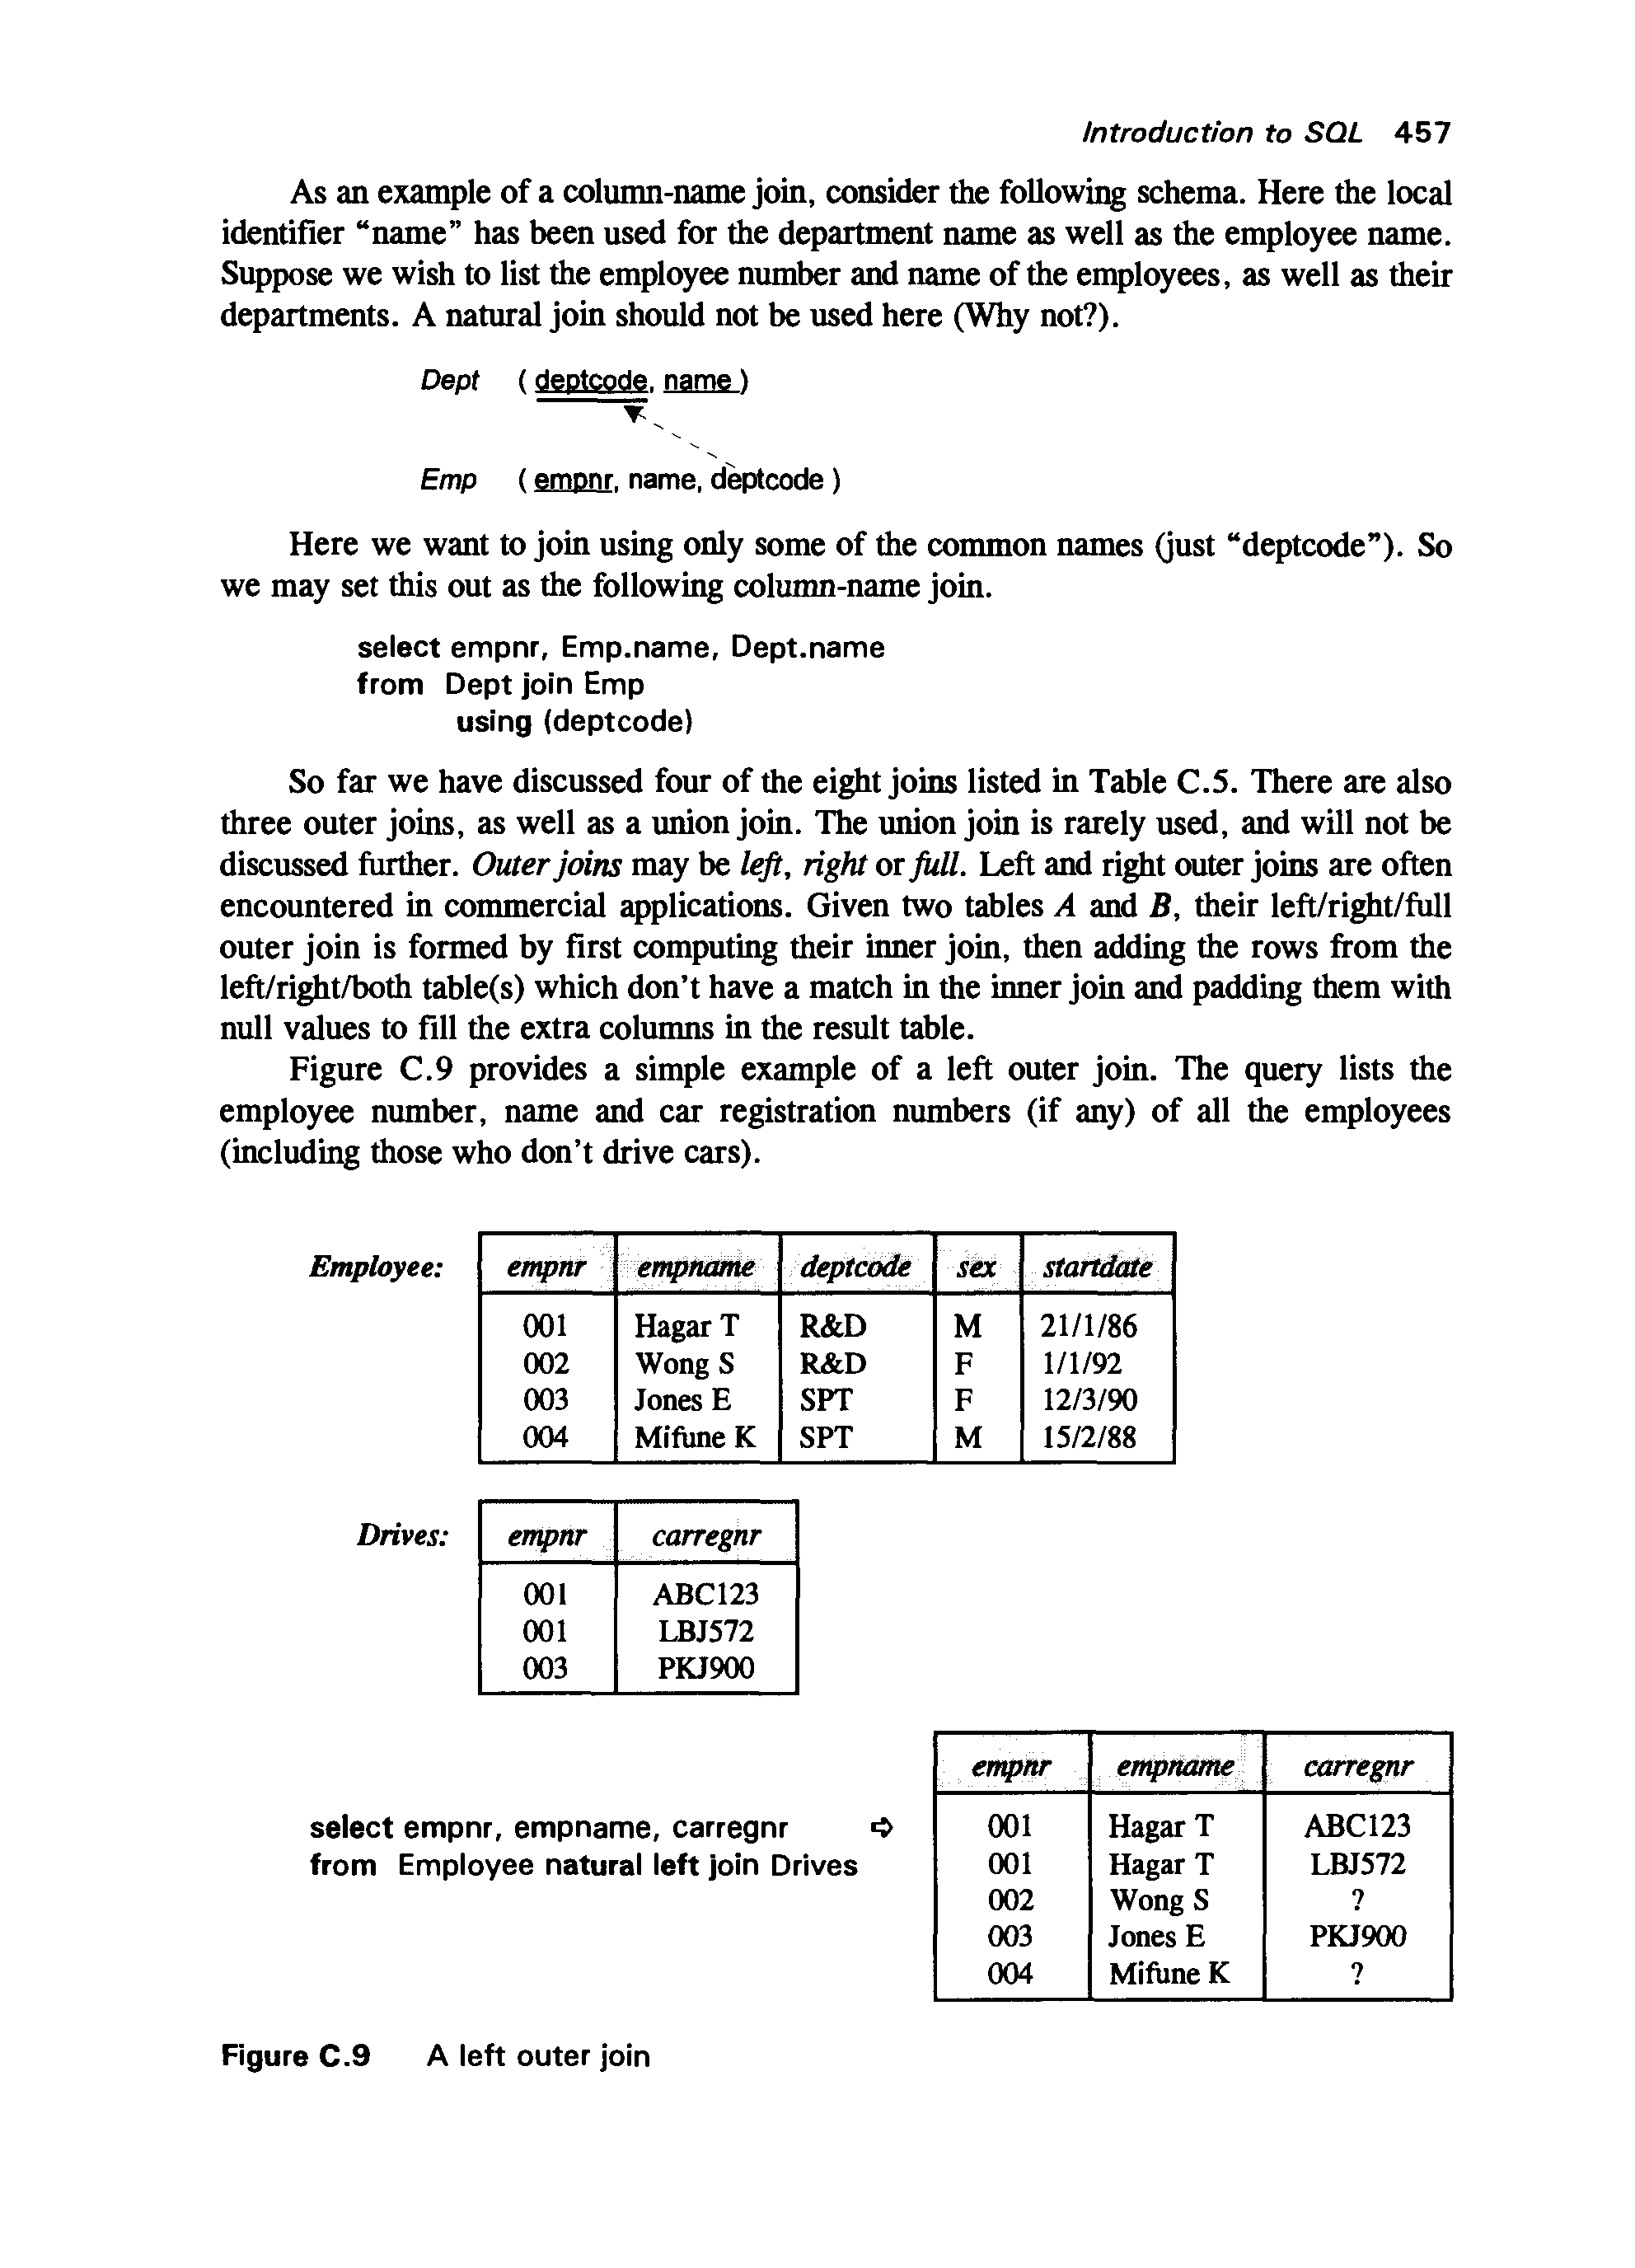 Introduction to SQL 457
As an example of a column-name join, consider the following schema. Here the local
identifier “name” has been used for the department name as well as the employee name.
Suppose we wish to list the employee number and name of the employees, as well as their
departments. A natural join should not be used here (Why not?).
Dept ( deptcode, name )
Emp ( empnr, name, deptcode )
Here we want to join using only some of the common names (just “deptcode”). So
we may set this out as the following column-name join.
select empnr, Emp.name, Dept.name
from Dept join Emp
using (deptcode)
So far we have discussed four of the eight joins listed in Table C.5. There are also
three outer joins, as well as a union join. The union join is rarely used, and will not be
discussed further. Outer joins may be left, right or full. Left and right outer joins are often
encountered in commercial applications. Given two tables A and B, their left/right/full
outer join is formed by first computing their inner join, then adding the rows from the
left/right/both table(s) which don’t have a match in the inner join and padding them with
null values to fill the extra columns in the result table.
Figure C.9 provides a simple example of a left outer join. The query lists the
employee number, name and car registration numbers (if any) of all the employees
(including those who don’t drive cars).
Employee: empnr empname deptcode sex startdate
001 Hagar T R&D M 21/1/86
002 Wong S R&D F 1/1/92
003 Jones E SPT F 12/3/90
004 Mifune K SPT M 15/2/88
Drives: empnr carregnr
001 ABC123
001 LBJ572
003 PKJ900
empnr empname carregnr
select empnr, empname, carregnr ➪ 001 Hagar T ABC123
from Employee natural left join Drives 001 Hagar T LBJ572
002 Wong S ?
003 Jones E PKJ900
004 Mifune K ?
Figure C.9 A left outer join